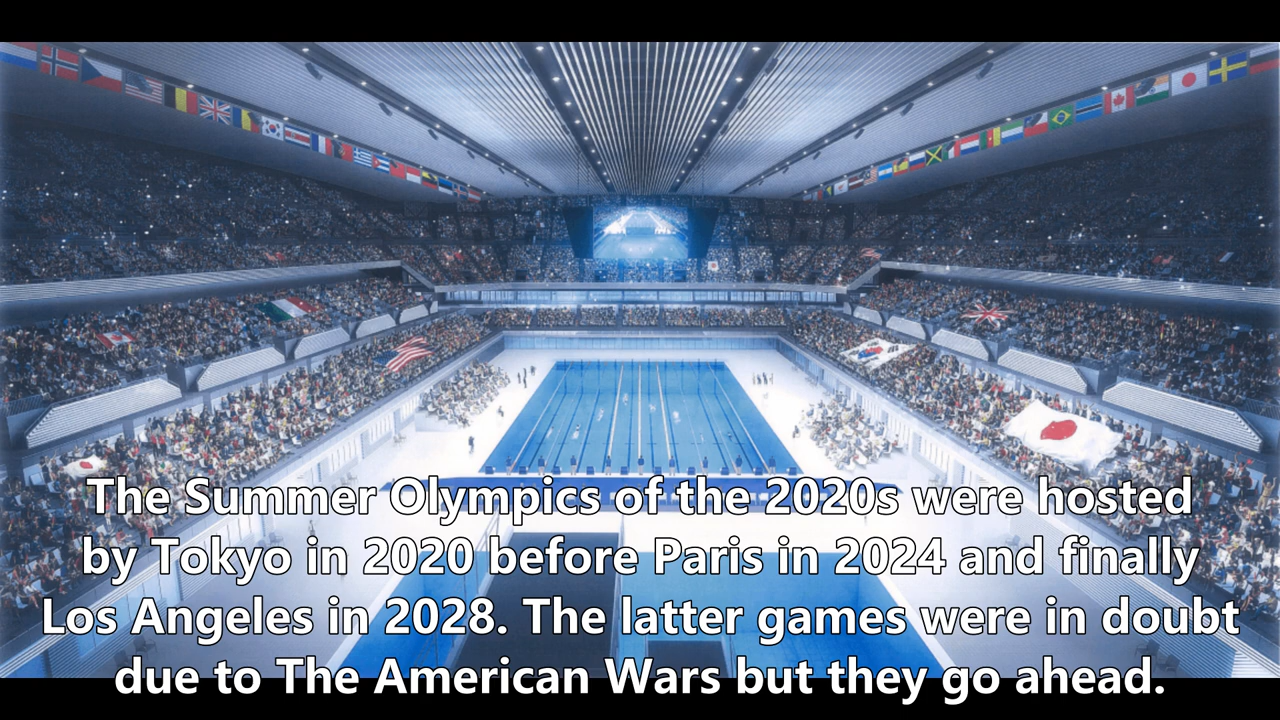 The Summer Olympics of the 2020s were hosted
by Tokyo in 2020 before Paris in 2024 and finally
Los Angeles in 2028. The latter games were in doubt
due to The American Wars but they go ahead.